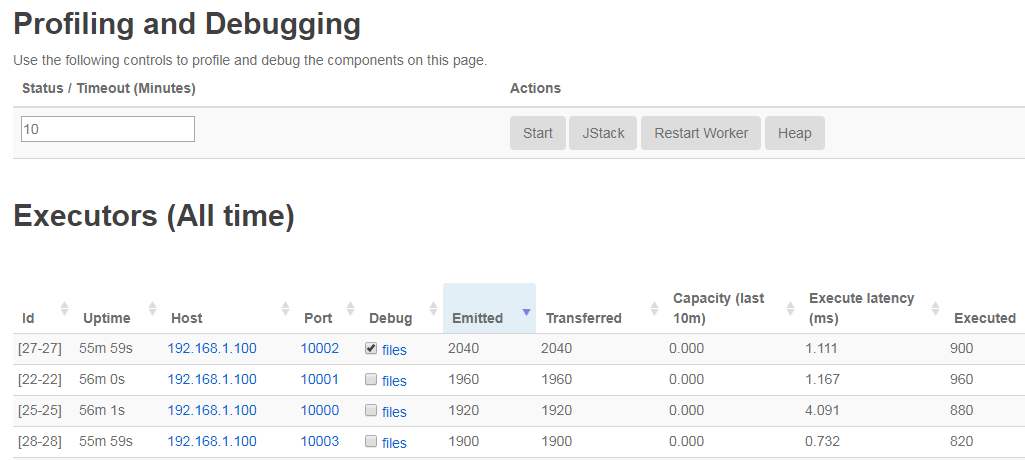 Profiling and Debugging
Use the following controls to profile and debug the components on this page.
Status / Timeout (Minutes) Actions
10 Start JStack Restart Worker Heap
Executors (All time)
Id Uptime Host Port Debug Emitted Transferred Capacity (last 10m) Execute latency (ms) Executed
[27-27] 55m 59s 192.168.1.100 10002 files 2040 2040 0.000 1.111 900
[22-22] 56m 0s 192.168.1.100 10001 files 1960 1960 0.000 1.167 960
[25-25] 56m 1s 192.168.1.100 10000 files 1920 1920 0.000 4.091 880
[28-28] 55m 59s 192.168.1.100 10003 files 1900 1900 0.000 0.732 820